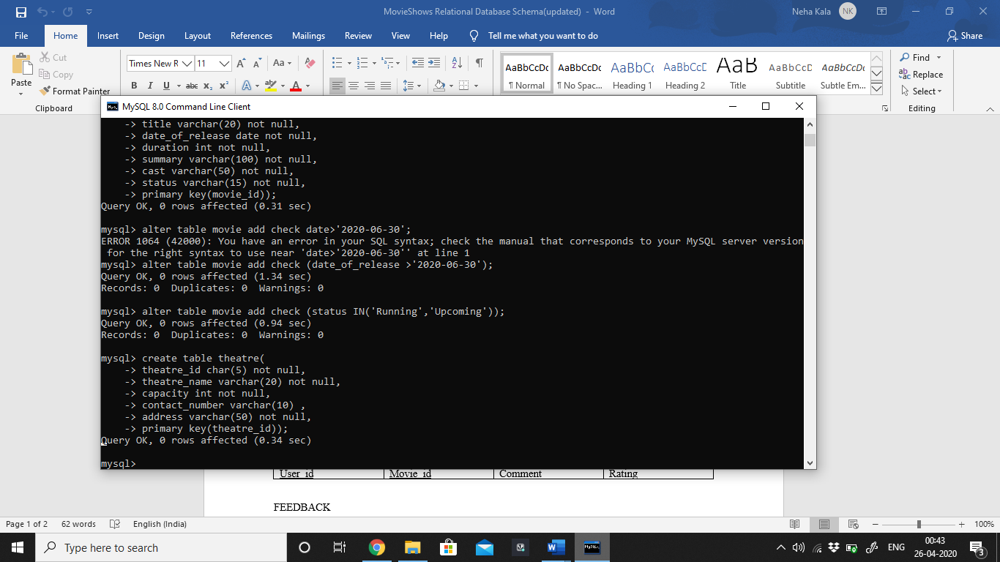 MovieShows Relational Database Schema(updated) - Word
Neha Kala NK
File Home Insert Design Layout References Mailings Review View Help Tell me what you want to do Share
Paste
Cut
Copy
Format Painter
Clipboard
Times New R 11
AaBbCcDc AaBbCcDc AaBbCc AaBbCcD AaB AaBbCcD AaBbCcDc
¶ Normal ¶ No Spac... Heading 1 Heading 2 Title Subtitle Subtle Em...
Find
Replace
Select
Editing
MySQL 8.0 Command Line Client
-> title varchar(20) not null,
-> date_of_release date not null,
-> duration int not null,
-> summary varchar(100) not null,
-> cast varchar(50) not null,
-> status varchar(15) not null,
-> primary key(movie_id));
Query OK, 0 rows affected (0.31 sec)
mysql> alter table movie add check date>'2020-06-30';
ERROR 1064 (42000): You have an error in your SQL syntax; check the manual that corresponds to your MySQL server version
for the right syntax to use near 'date>'2020-06-30'' at line 1
mysql> alter table movie add check (date_of_release >'2020-06-30');
Query OK, 0 rows affected (1.34 sec)
Records: 0 Duplicates: 0 Warnings: 0
mysql> alter table movie add check (status IN('Running','Upcoming'));
Query OK, 0 rows affected (0.94 sec)
Records: 0 Duplicates: 0 Warnings: 0
mysql> create table theatre(
-> theatre_id char(5) not null,
-> theatre_name varchar(20) not null,
-> capacity int not null,
-> contact_number varchar(10) ,
-> address varchar(50) not null,
-> primary key(theatre_id));
Query OK, 0 rows affected (0.34 sec)
mysql>
User_id Movie_id Comment Rating
FEEDBACK
Page 1 of 2 62 words English (India) 100%
Type here to search
ENG
00:43
26-04-2020
3